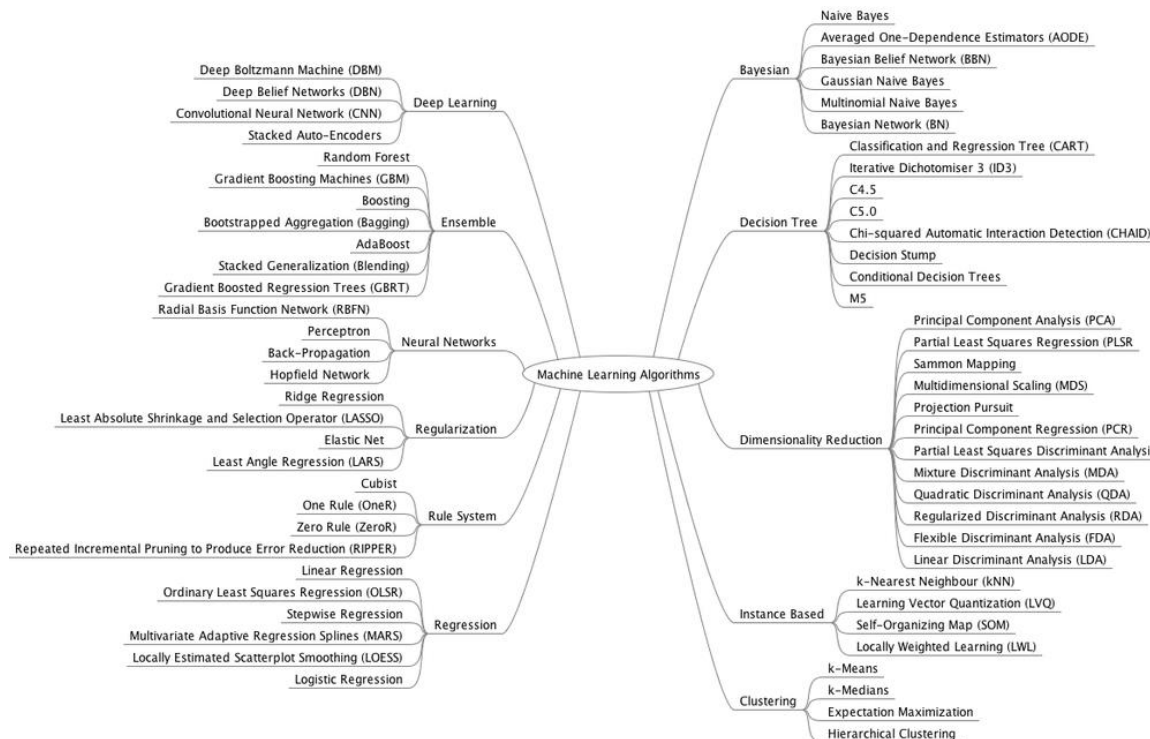 Machine Learning Algorithms
Deep Learning
Deep Boltzmann Machine (DBM)
Deep Belief Networks (DBN)
Convolutional Neural Network (CNN)
Stacked Auto-Encoders
Ensemble
Random Forest
Gradient Boosting Machines (GBM)
Boosting
Bootstrapped Aggregation (Bagging)
AdaBoost
Stacked Generalization (Blending)
Gradient Boosted Regression Trees (GBRT)
Neural Networks
Radial Basis Function Network (RBFN)
Perceptron
Back-Propagation
Hopfield Network
Regularization
Ridge Regression
Least Absolute Shrinkage and Selection Operator (LASSO)
Elastic Net
Least Angle Regression (LARS)
Rule System
Cubist
One Rule (OneR)
Zero Rule (ZeroR)
Repeated Incremental Pruning to Produce Error Reduction (RIPPER)
Regression
Linear Regression
Ordinary Least Squares Regression (OLSR)
Stepwise Regression
Multivariate Adaptive Regression Splines (MARS)
Locally Estimated Scatterplot Smoothing (LOESS)
Logistic Regression
Bayesian
Naive Bayes
Averaged One-Dependence Estimators (AODE)
Bayesian Belief Network (BBN)
Gaussian Naive Bayes
Multinomial Naive Bayes
Bayesian Network (BN)
Decision Tree
Classification and Regression Tree (CART)
Iterative Dichotomiser 3 (ID3)
C4.5
C5.0
Chi-squared Automatic Interaction Detection (CHAID)
Decision Stump
Conditional Decision Trees
M5
Dimensionality Reduction
Principal Component Analysis (PCA)
Partial Least Squares Regression (PLSR
Sammon Mapping
Multidimensional Scaling (MDS)
Projection Pursuit
Principal Component Regression (PCR)
Partial Least Squares Discriminant Analysi
Mixture Discriminant Analysis (MDA)
Quadratic Discriminant Analysis (QDA)
Regularized Discriminant Analysis (RDA)
Flexible Discriminant Analysis (FDA)
Linear Discriminant Analysis (LDA)
Instance Based
k-Nearest Neighbour (kNN)
Learning Vector Quantization (LVQ)
Self-Organizing Map (SOM)
Locally Weighted Learning (LWL)
Clustering
k-Means
k-Medians
Expectation Maximization
Hierarchical Clustering